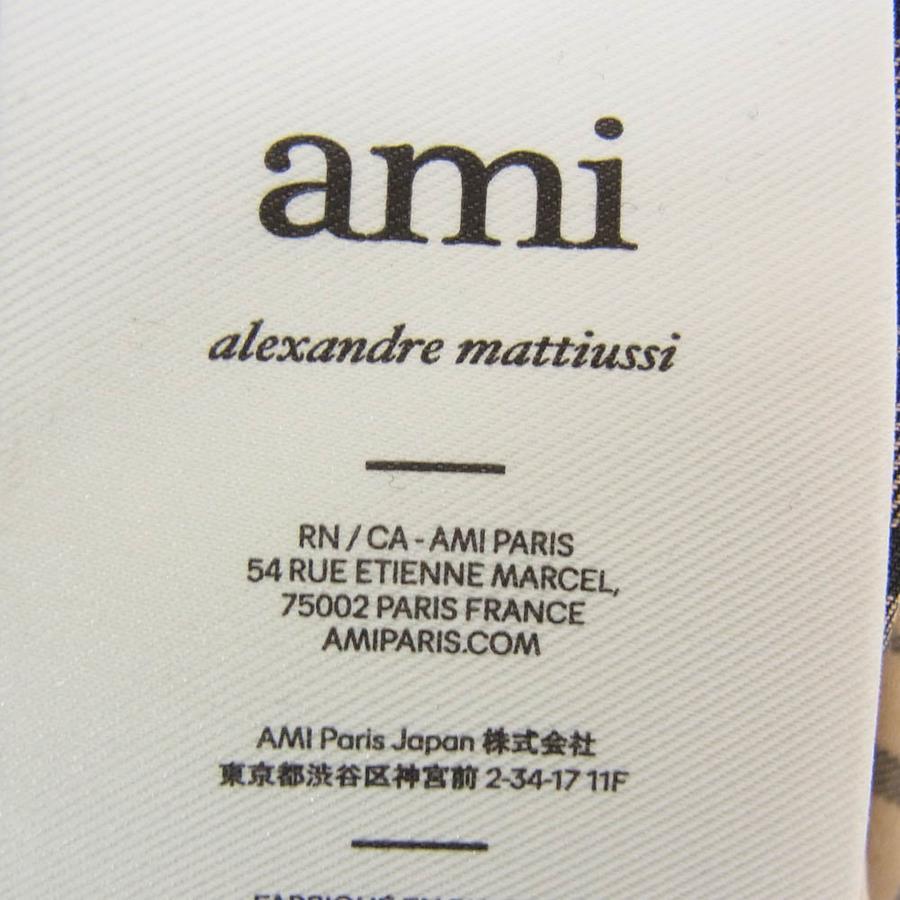 ami
alexandre mattiussi
RN / CA - AMI PARIS
54 RUE ETIENNE MARCEL,
75002 PARIS FRANCE
AMIPARIS.COM
AMI Paris Japan 株式会社
東京都渋谷区神宮前 2-34-17 11F